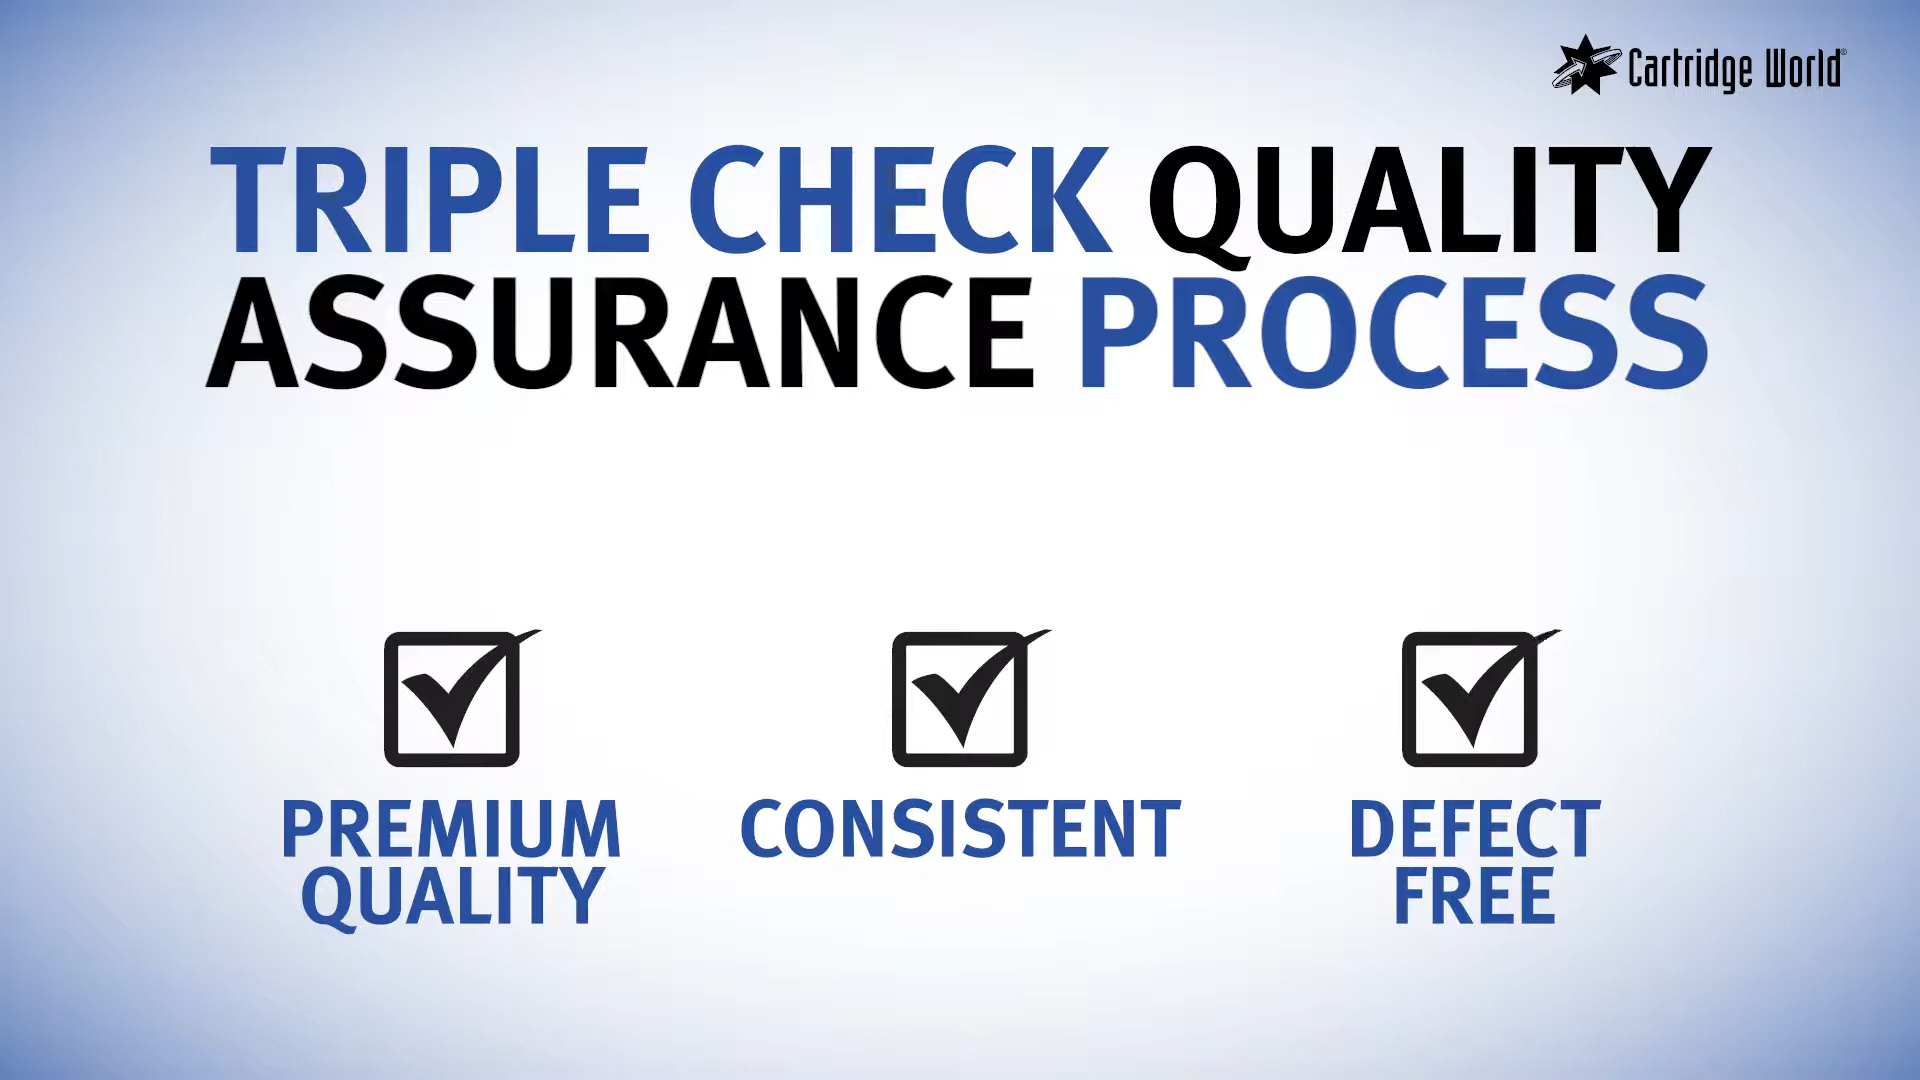 Cartridge World®
TRIPLE CHECK QUALITY
ASSURANCE PROCESS
PREMIUM
QUALITY
CONSISTENT
DEFECT
FREE